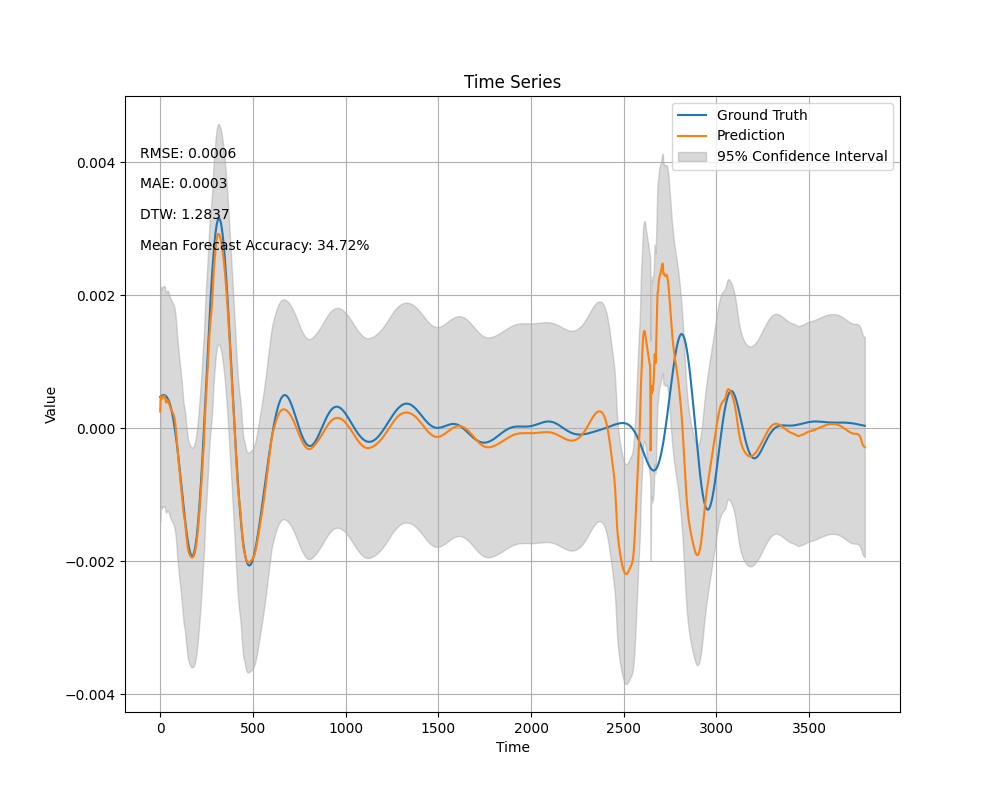 Time Series
Ground Truth
Prediction
95% Confidence Interval
RMSE: 0.0006
MAE: 0.0003
DTW: 1.2837
Mean Forecast Accuracy: 34.72%
Value
0.004
0.002
0.000
−0.002
−0.004
0 500 1000 1500 2000 2500 3000 3500
Time